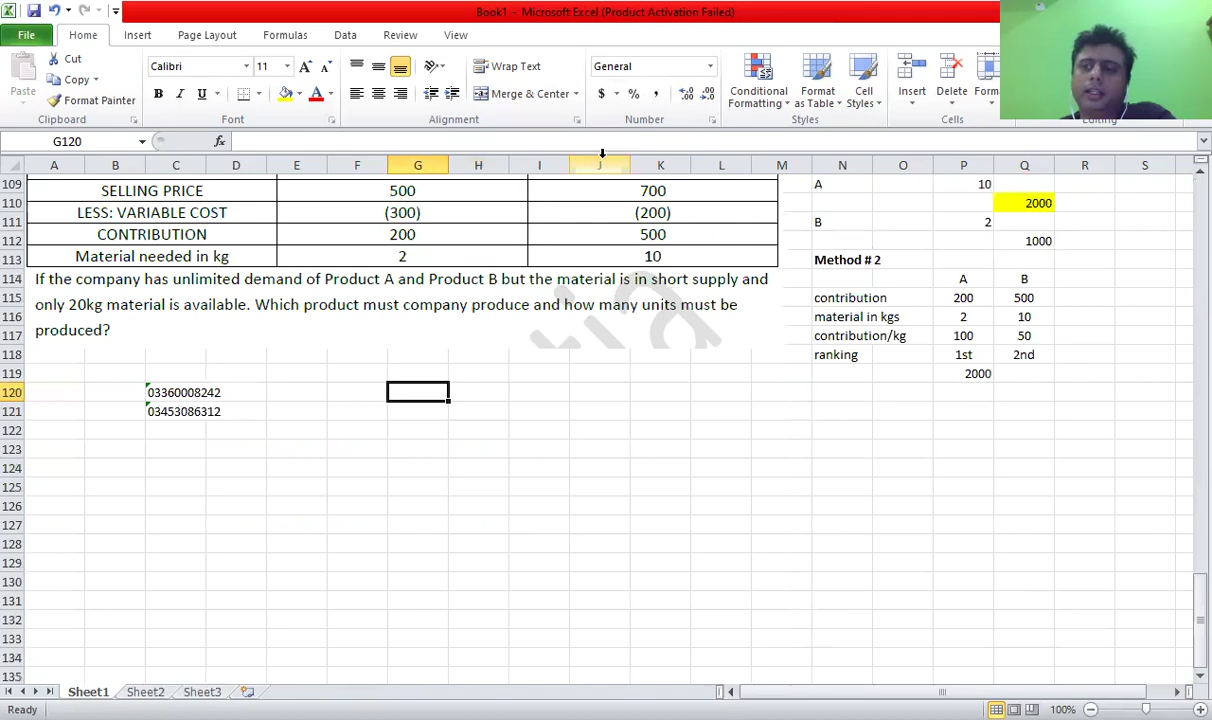 Book1 - Microsoft Excel (Product Activation Failed)
File Home Insert Page Layout Formulas Data Review View
Cut
Copy
Format Painter
Paste
Clipboard
Calibri 11
B I U
Font
Wrap Text
Merge & Center
Alignment
General
$ % ,
Number
Conditional Formatting
Format as Table
Cell Styles
Styles
Insert Delete
Cells
G120 fx
A B C D E F G H I J K L M N O P Q R S
109 SELLING PRICE 500 700 A 10
110 LESS: VARIABLE COST (300) (200) 2000
111 B 2
112 CONTRIBUTION 200 500 1000
113 Material needed in kg 2 10 Method # 2
114 If the company has unlimited demand of Product A and Product B but the material is in short supply and A B
115 only 20kg material is available. Which product must company produce and how many units must be contribution 200 500
116 produced? material in kgs 2 10
117 contribution/kg 100 50
118 ranking 1st 2nd
119 2000
120 03360008242
121 03453086312
122
123
124
125
126
127
128
129
130
131
132
133
134
135
Sheet1 Sheet2 Sheet3
Ready 100%